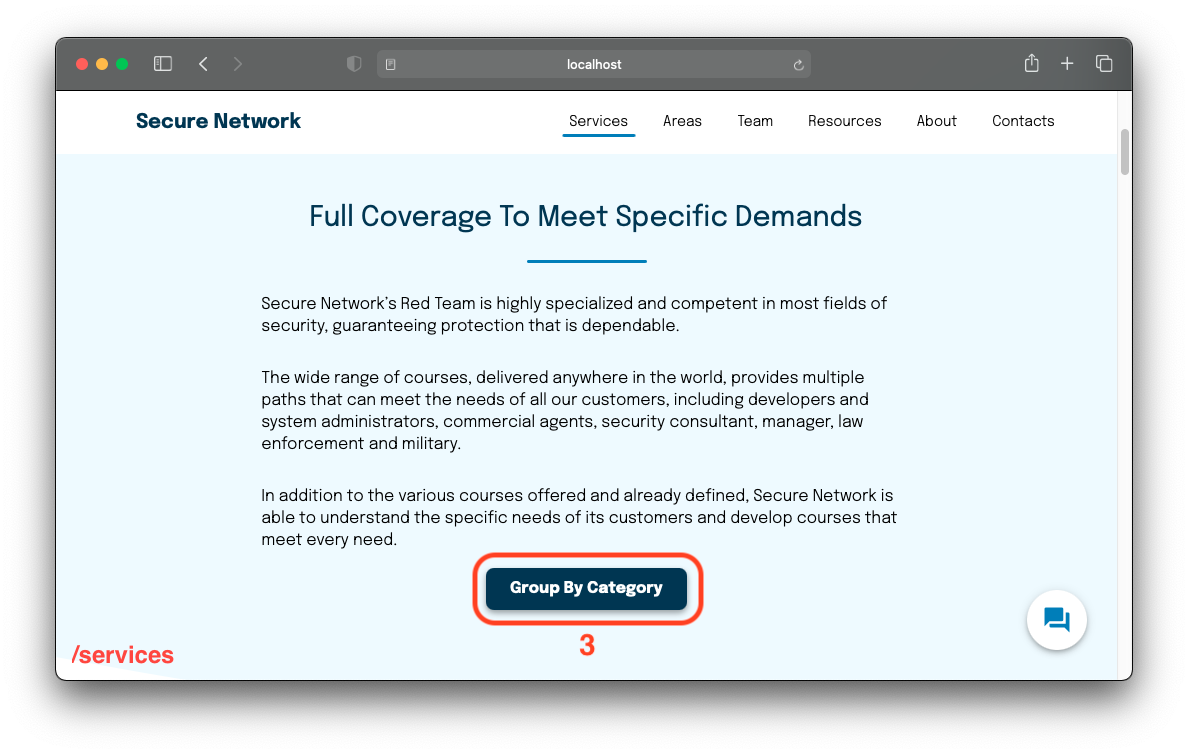 localhost
Secure Network
Services Areas Team Resources About Contacts
Full Coverage To Meet Specific Demands
Secure Network’s Red Team is highly specialized and competent in most fields of
security, guaranteeing protection that is dependable.
The wide range of courses, delivered anywhere in the world, provides multiple
paths that can meet the needs of all our customers, including developers and
system administrators, commercial agents, security consultant, manager, law
enforcement and military.
In addition to the various courses offered and already defined, Secure Network is
able to understand the specific needs of its customers and develop courses that
meet every need.
Group By Category
3
/services